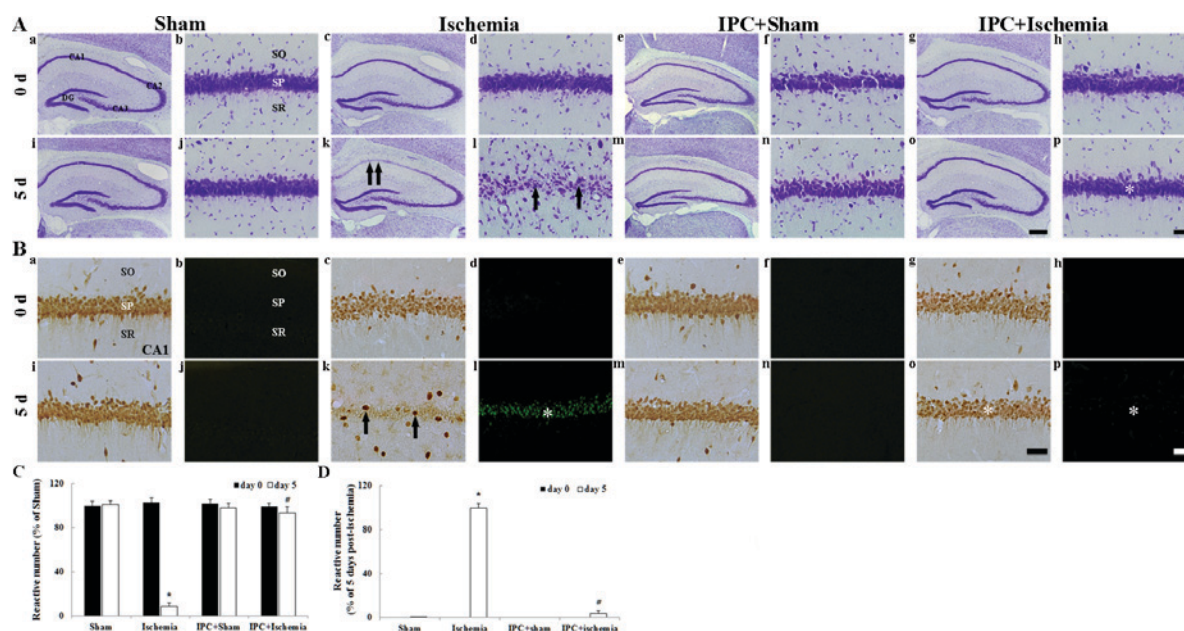 A Sham Ischemia IPC+Sham IPC+Ischemia
a b c d e f g h
0 d
CA1 CA2 DG CA3
SO
SP
SR
i j k l m n o p
5 d
*
B
a b c d e f g h
0 d
SO SO
SP SP
SR SR
CA1
i j k l m n o p
5 d
* * *
C
120
80
40
0
Reactive number (% of Sham)
day 0 day 5
*
#
Sham Ischemia IPC+Sham IPC+Ischemia
D
120
80
40
0
Reactive number
(% of 5 days post-ischemia)
day 0 day 5
*
#
Sham Ischemia IPC+sham IPC+ischemia